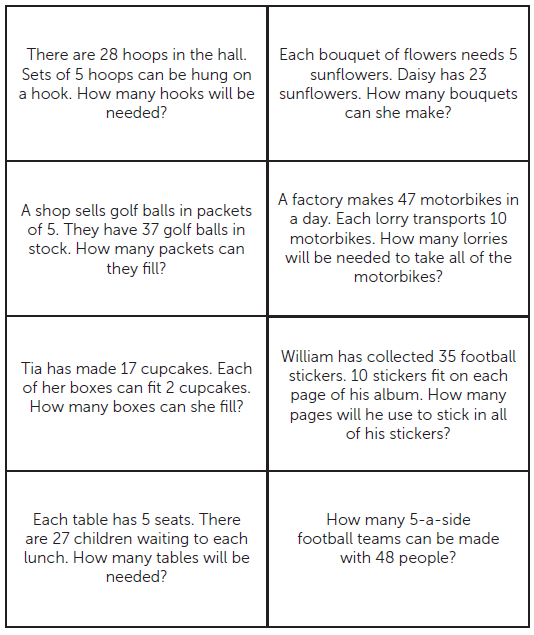 There are 28 hoops in the hall.
Sets of 5 hoops can be hung on
a hook. How many hooks will be
needed?
Each bouquet of flowers needs 5
sunflowers. Daisy has 23
sunflowers. How many bouquets
can she make?
A shop sells golf balls in packets
of 5. They have 37 golf balls in
stock. How many packets can
they fill?
A factory makes 47 motorbikes in
a day. Each lorry transports 10
motorbikes. How many lorries
will be needed to take all of the
motorbikes?
Tia has made 17 cupcakes. Each
of her boxes can fit 2 cupcakes.
How many boxes can she fill?
William has collected 35 football
stickers. 10 stickers fit on each
page of his album. How many
pages will he use to stick in all
of his stickers?
Each table has 5 seats. There
are 27 children waiting to each
lunch. How many tables will be
needed?
How many 5-a-side
football teams can be made
with 48 people?